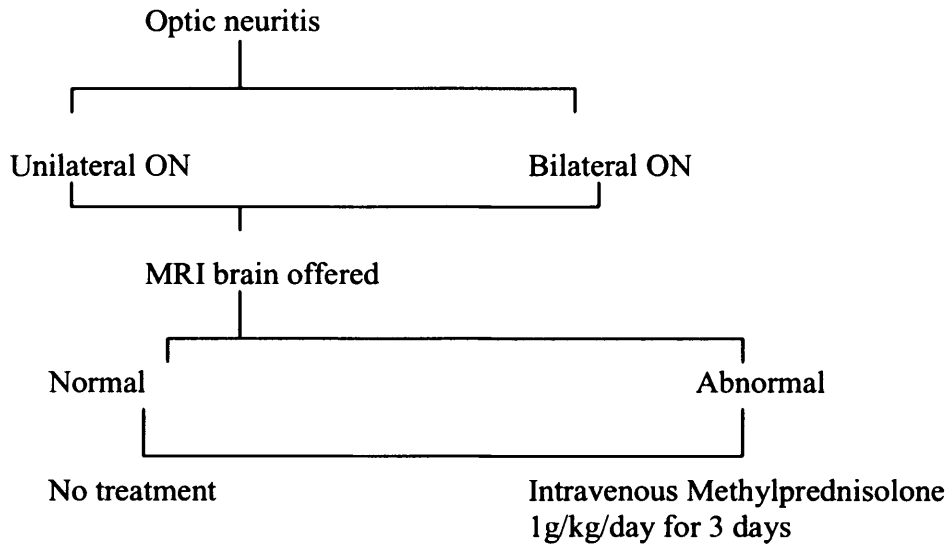 Optic neuritis
Unilateral ON
Bilateral ON
MRI brain offered
Normal
Abnormal
No treatment
Intravenous Methylprednisolone
1g/kg/day for 3 days